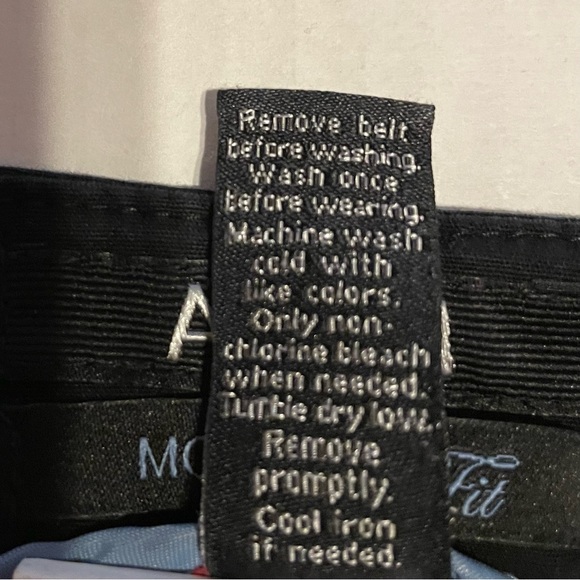 Remove belt
before washing.
Wash once
before wearing.
Machine wash
cold with
like colors.
Only non-
chlorine bleach
when needed.
Tumble dry low.
Remove
promptly.
Cool iron
if needed.
Fit